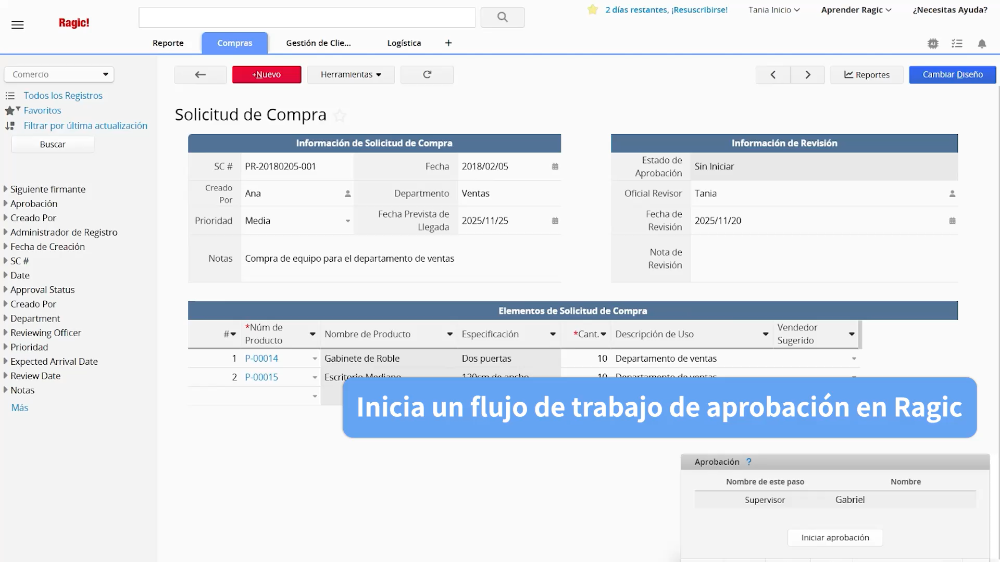 Ragic!
2 días restantes, ¡Resuscribirse!
Tania Inicio
Aprender Ragic
¿Necesitas Ayuda?
Reporte
Compras
Gestión de Clie...
Logística
+
AI
Comercio
+Nuevo
Herramientas
Reportes
Cambiar Diseño
Todos los Registros
Favoritos
Filtrar por última actualización
Buscar
Siguiente firmante
Aprobación
Creado Por
Administrador de Registro
Fecha de Creación
SC #
Date
Approval Status
Creado Por
Department
Reviewing Officer
Prioridad
Expected Arrival Date
Review Date
Notas
Más
Solicitud de Compra
Información de Solicitud de Compra
SC # PR-20180205-001 Fecha 2018/02/05
Creado Por Ana Departmento Ventas
Prioridad Media Fecha Prevista de Llegada 2025/11/25
Notas Compra de equipo para el departamento de ventas
Información de Revisión
Estado de Aprobación Sin Iniciar
Oficial Revisor Tania
Fecha de Revisión 2025/11/20
Nota de Revisión
Elementos de Solicitud de Compra
# *Núm de Producto Nombre de Producto Especificación *Cant. Descripción de Uso Vendedor Sugerido
1 P-00014 Gabinete de Roble Dos puertas 10 Departamento de ventas
2 P-00015 Escritorio Mediano 120cm de ancho 10 Departamento de ventas
Inicia un flujo de trabajo de aprobación en Ragic
Aprobación ?
Nombre de este paso Nombre
Supervisor Gabriel
Iniciar aprobación